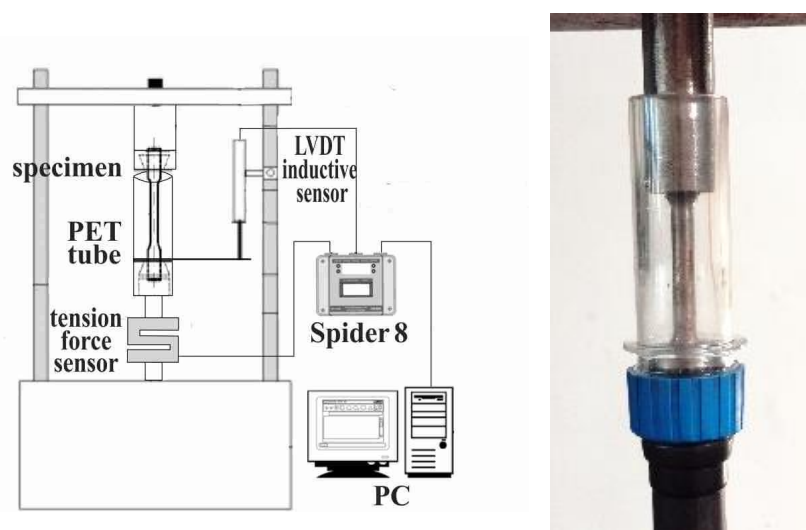 specimen
PET
tube
tension
force
sensor
LVDT
inductive
sensor
Spider 8
PC